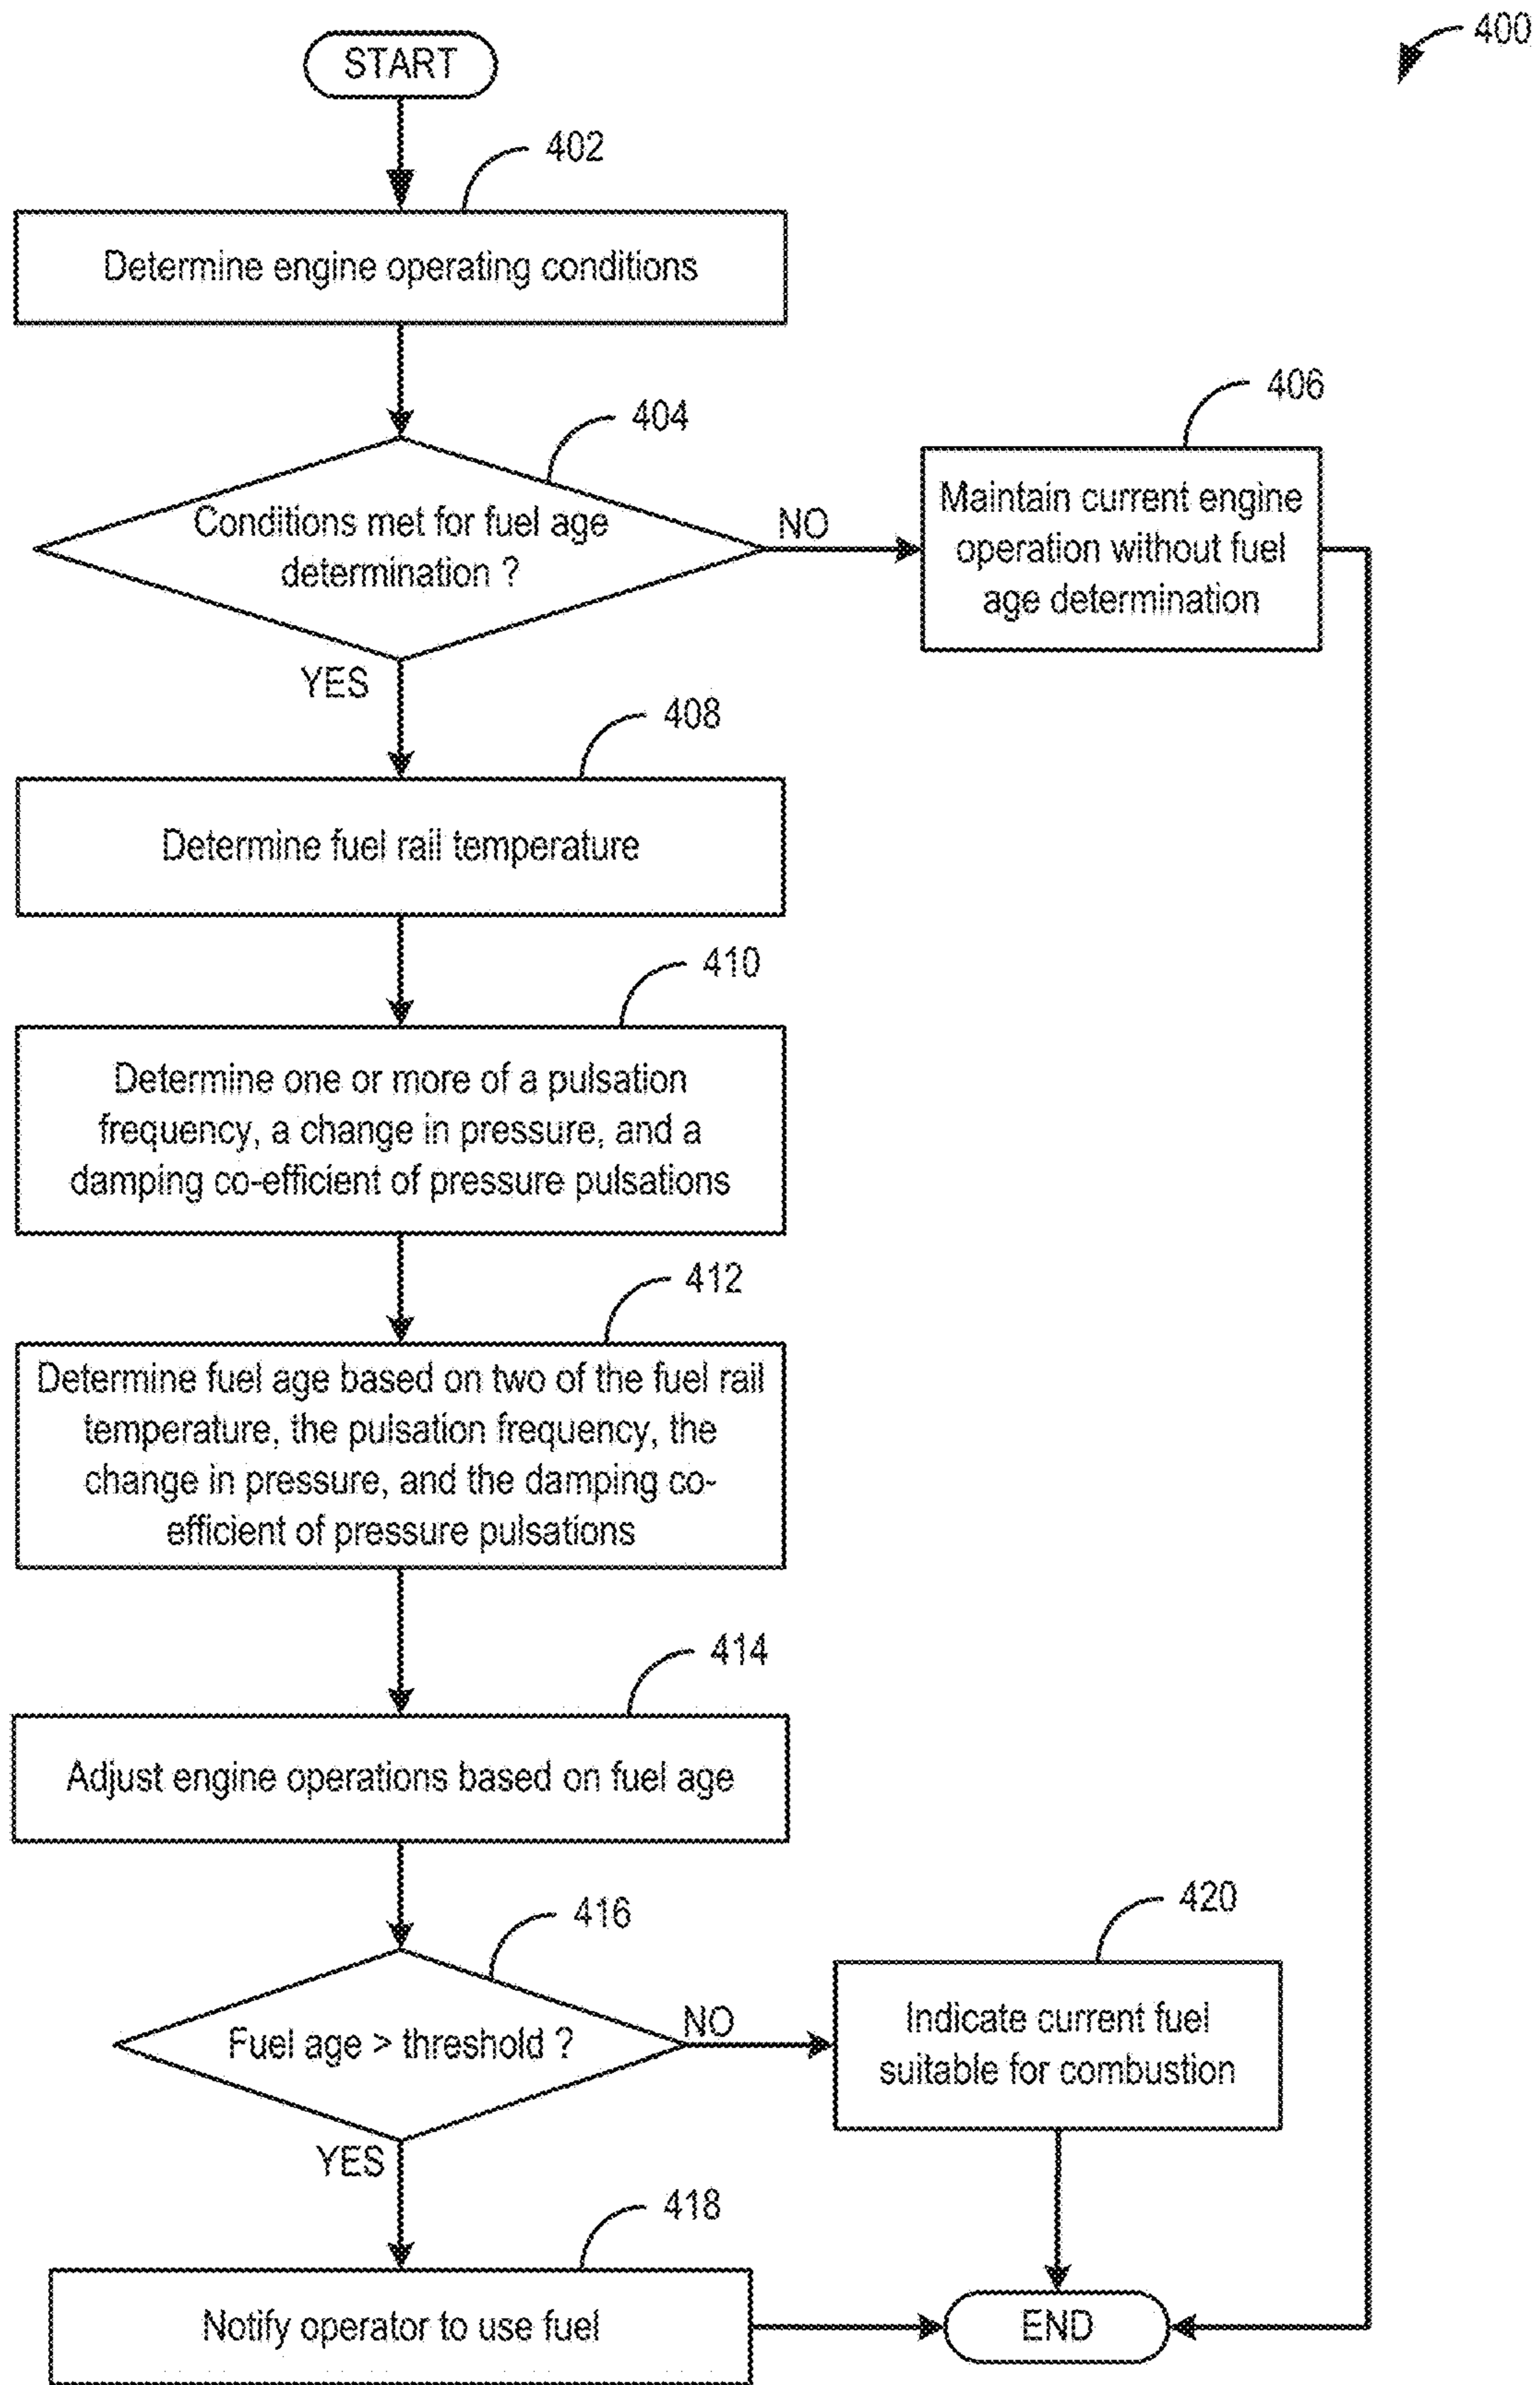 400
START
402
Determine engine operating conditions
404
Conditions met for fuel age
determination ?
NO
406
Maintain current engine
operation without fuel
age determination
YES
408
Determine fuel rail temperature
410
Determine one or more of a pulsation
frequency, a change in pressure, and a
damping co-efficient of pressure pulsations
412
Determine fuel age based on two of the fuel rail
temperature, the pulsation frequency, the
change in pressure, and the damping co-
efficient of pressure pulsations
414
Adjust engine operations based on fuel age
416
Fuel age > threshold ?
NO
420
Indicate current fuel
suitable for combustion
YES
418
Notify operator to use fuel
END